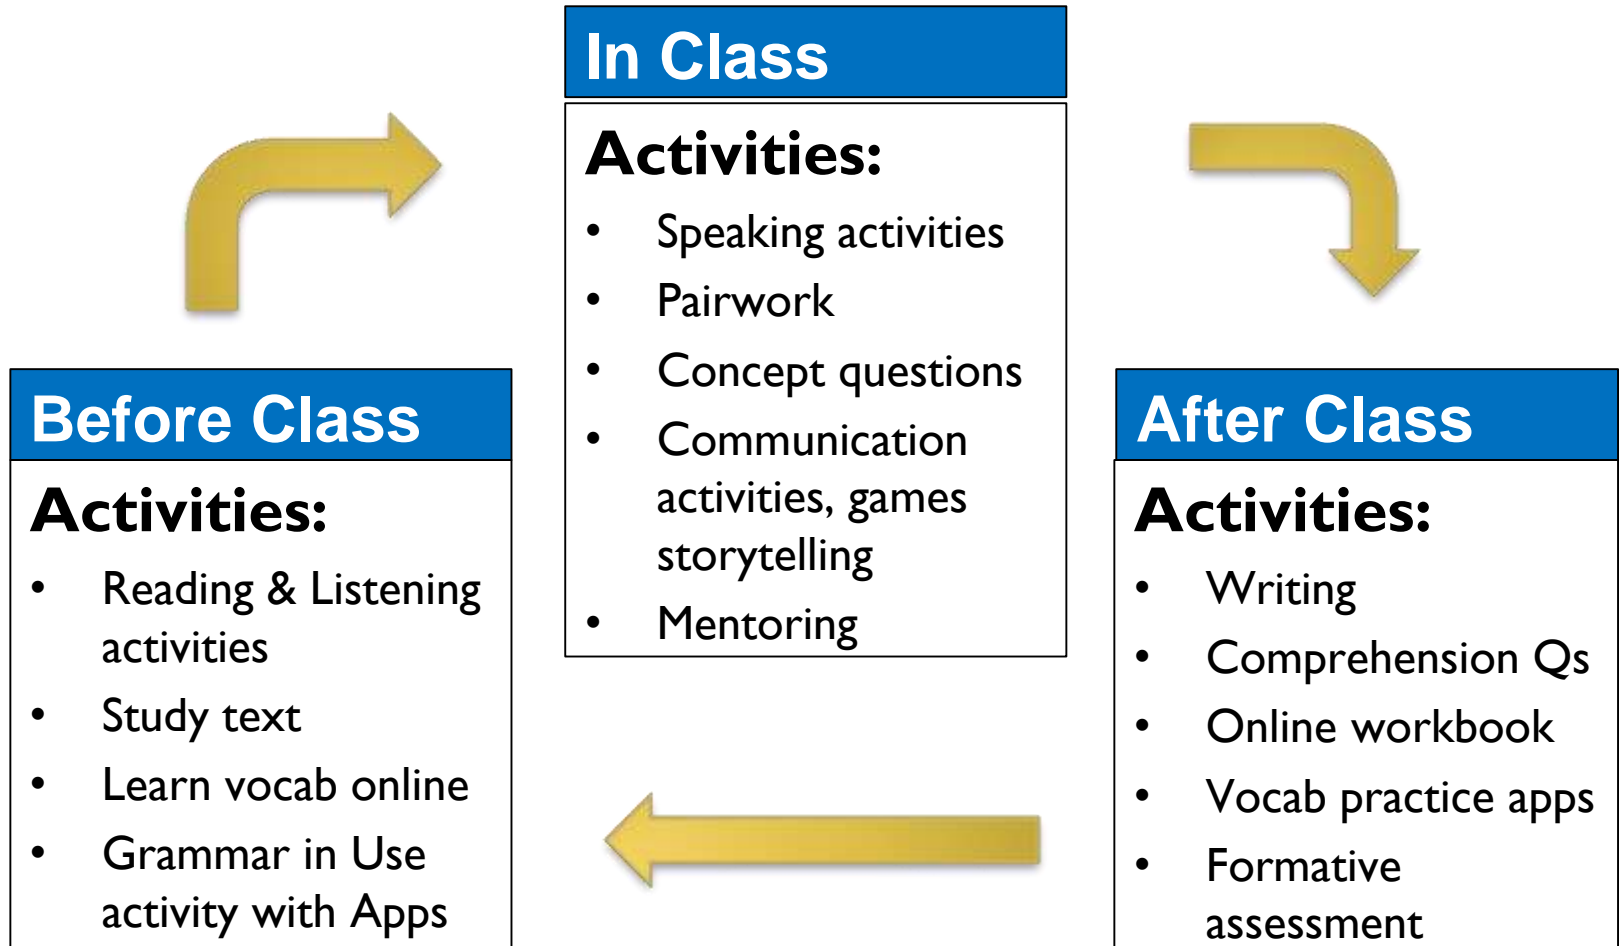 In Class
Activities:
• Speaking activities
• Pairwork
• Concept questions
• Communication
activities, games
storytelling
• Mentoring
Before Class
Activities:
• Reading & Listening
activities
• Study text
• Learn vocab online
• Grammar in Use
activity with Apps
After Class
Activities:
• Writing
• Comprehension Qs
• Online workbook
• Vocab practice apps
• Formative
assessment